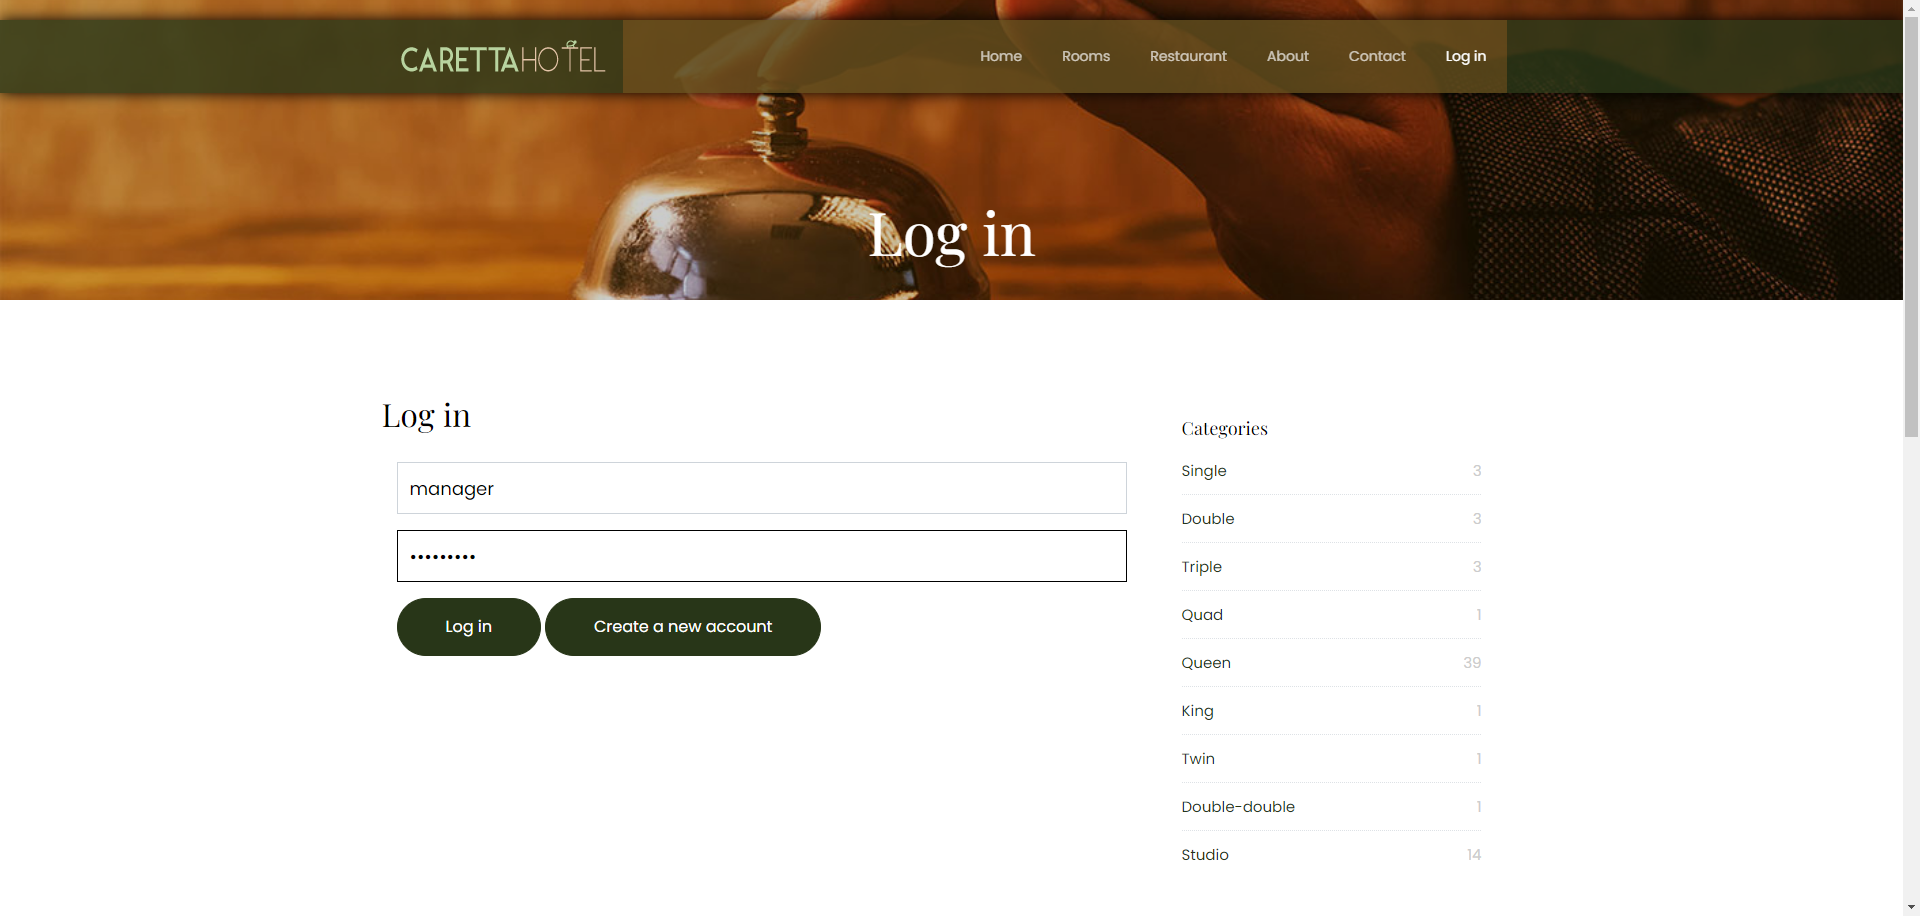 CARETTAHOTEL
Home
Rooms
Restaurant
About
Contact
Log in
Log in
Log in
manager
•••••••••
Log in
Create a new account
Categories
Single 3
Double 3
Triple 3
Quad 1
Queen 39
King 1
Twin 1
Double-double 1
Studio 14